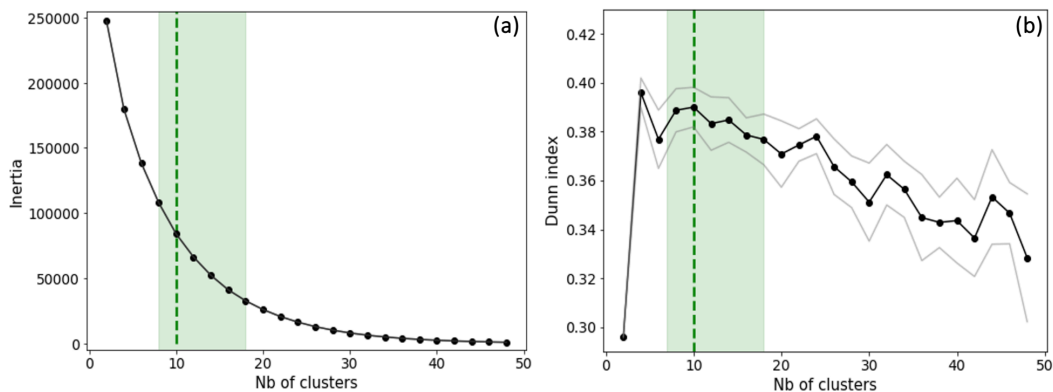 (a)
250000
200000
150000
100000
50000
0
Inertia
0 10 20 30 40 50
Nb of clusters
(b)
0.42
0.40
0.38
0.36
0.34
0.32
0.30
Dunn index
0 10 20 30 40 50
Nb of clusters